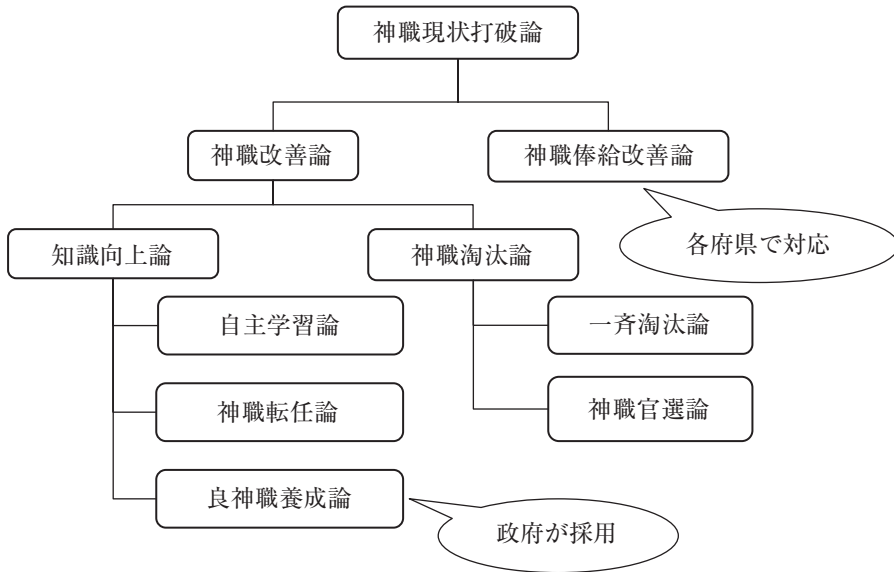 神職現状打破論
神職改善論
神職俸給改善論
各府県で対応
知識向上論
神職淘汰論
自主学習論
一斉淘汰論
神職転任論
神職官選論
良神職養成論
政府が採用